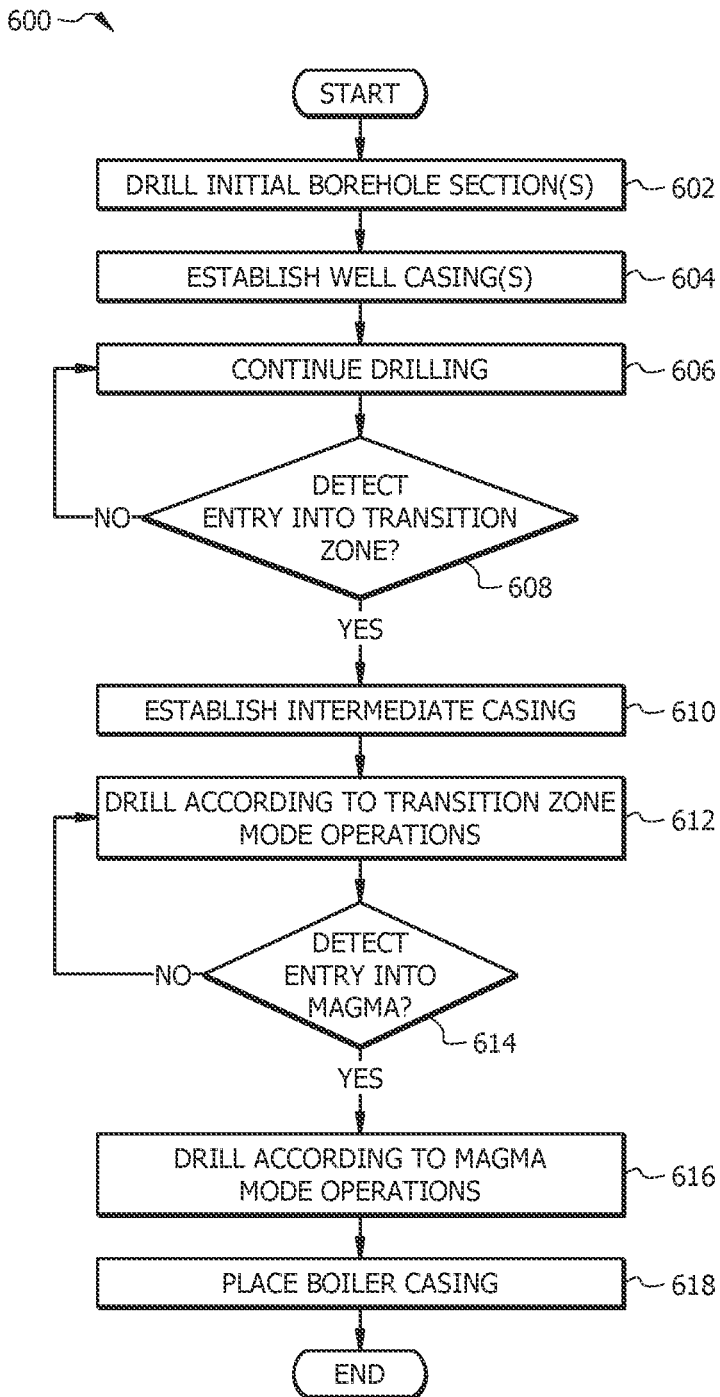 600
START
DRILL INITIAL BOREHOLE SECTION(S)
602
ESTABLISH WELL CASING(S)
604
CONTINUE DRILLING
606
DETECT
ENTRY INTO TRANSITION
ZONE?
NO
608
YES
ESTABLISH INTERMEDIATE CASING
610
DRILL ACCORDING TO TRANSITION ZONE
MODE OPERATIONS
612
DETECT
ENTRY INTO
MAGMA?
NO
614
YES
DRILL ACCORDING TO MAGMA
MODE OPERATIONS
616
PLACE BOILER CASING
618
END